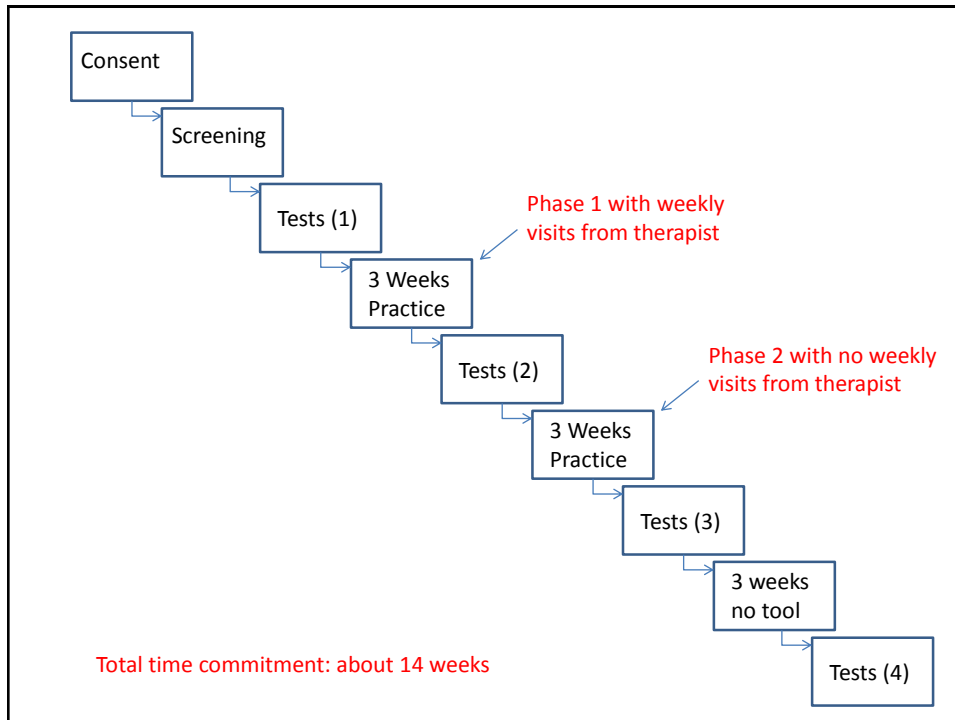 Consent
Screening
Tests (1)
Phase 1 with weekly
visits from therapist
3 Weeks
Practice
Tests (2)
Phase 2 with no weekly
visits from therapist
3 Weeks
Practice
Tests (3)
3 weeks
no tool
Tests (4)
Total time commitment: about 14 weeks